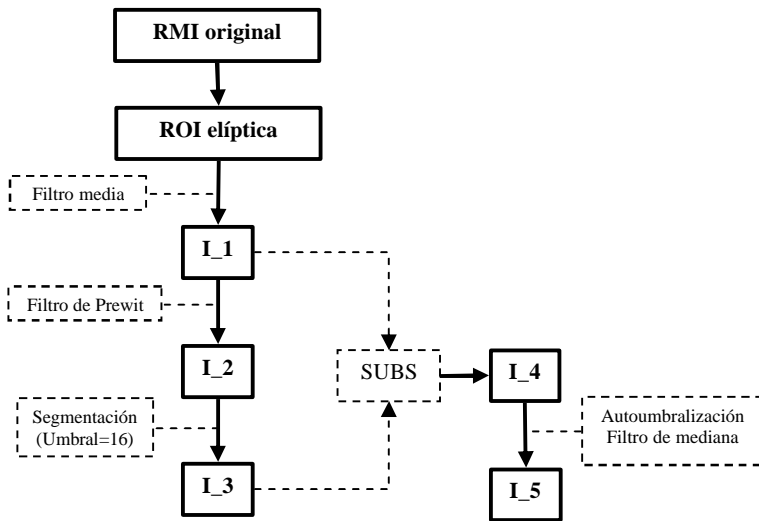 RMI original
ROI elíptica
Filtro media
I_1
Filtro de Prewit
I_2
SUBS
I_4
Segmentación
(Umbral=16)
Autoumbralización
Filtro de mediana
I_3
I_5